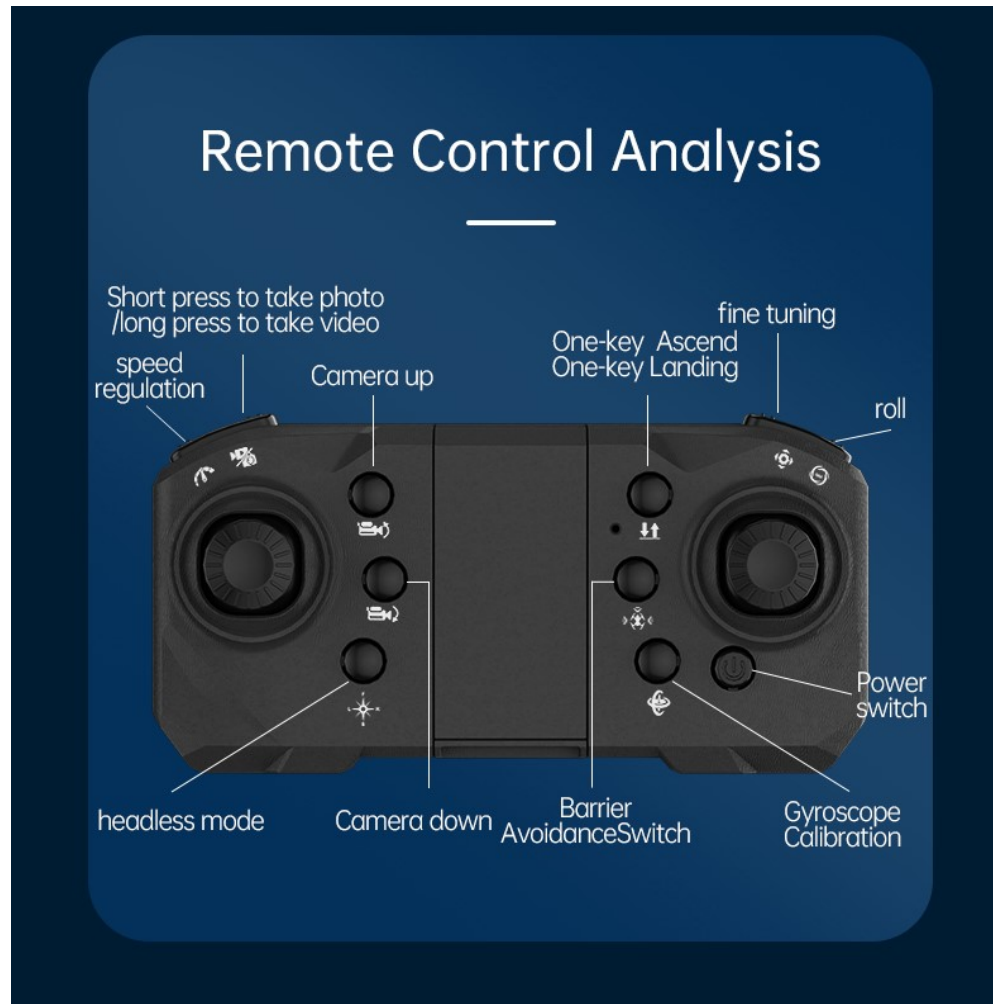 Remote Control Analysis
Short press to take photo
/long press to take video
speed
regulation
Camera up
One-key Ascend
One-key Landing
fine tuning
roll
Power
switch
headless mode
Camera down
Barrier
AvoidanceSwitch
Gyroscope
Calibration